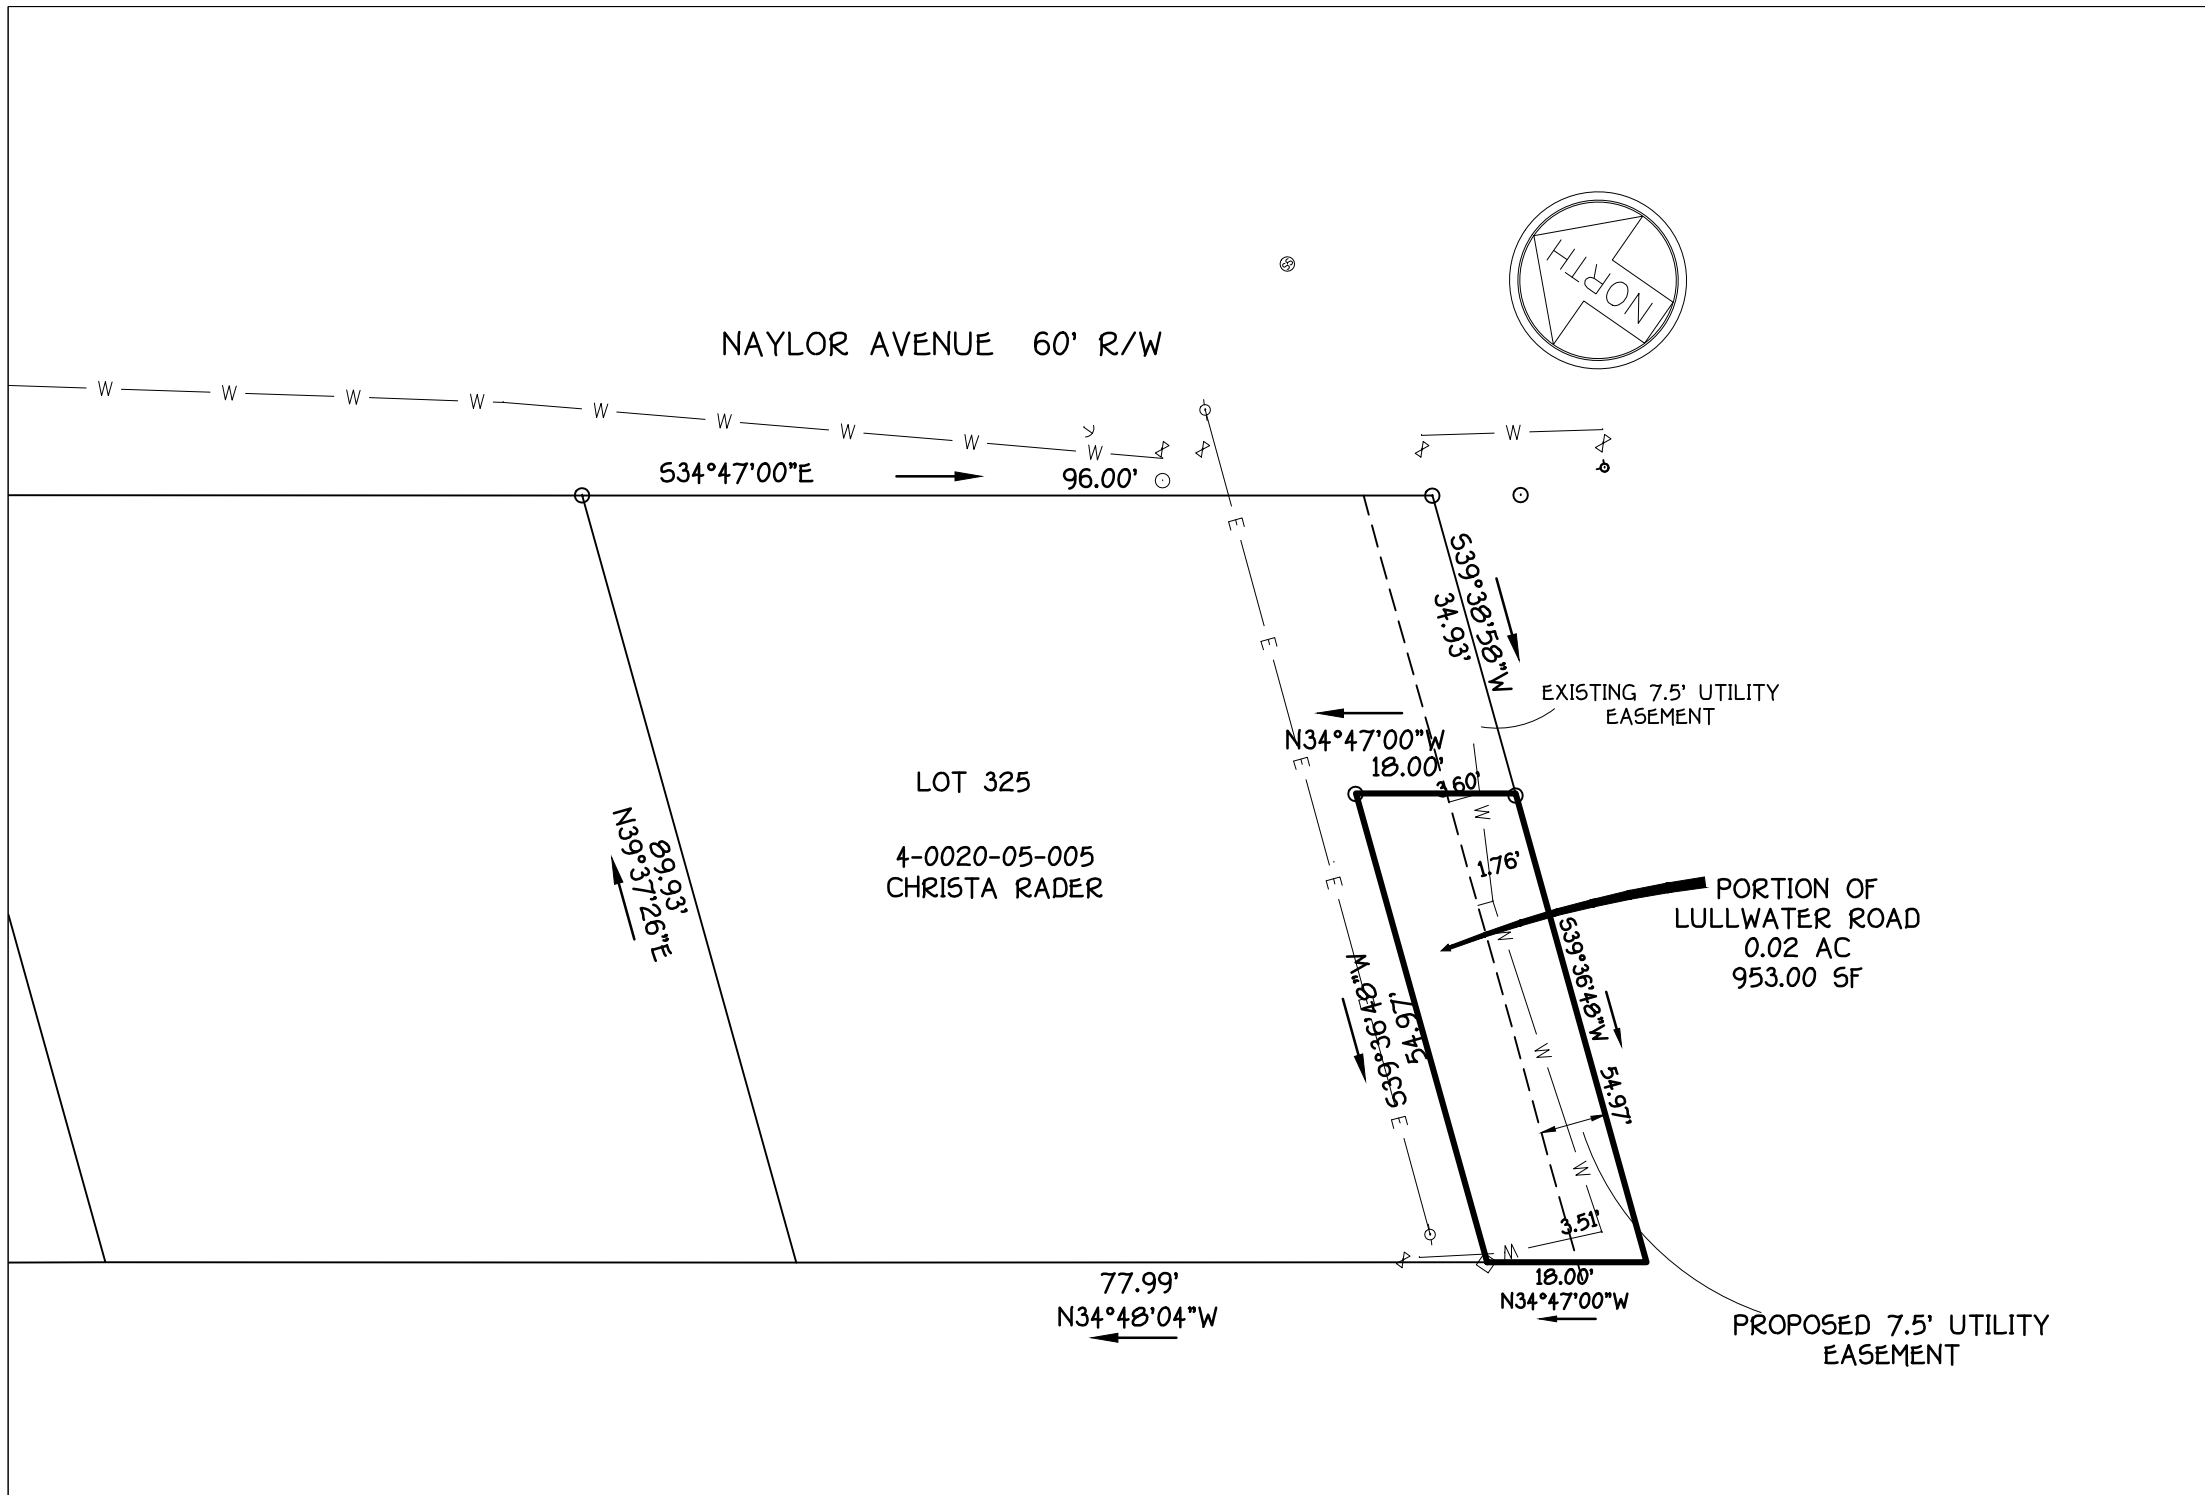 NORTH
NAYLOR AVENUE 60' R/W
W W W W W W W W W
W
S34°47'00"E 96.00'
S39°38'58"W
34.93'
EXISTING 7.5' UTILITY
EASEMENT
N34°47'00"W
18.00'
3.60'
1.76'
LOT 325
4-0020-05-005
CHRISTA RADER
89.93'
N39°37'26"E
E
E
E
E
E
E
W
W
W
W
W
PORTION OF
LULLWATER ROAD
0.02 AC
953.00 SF
S39°36'48"W 54.97'
S39°36'48"W
54.97'
3.51'
18.00'
N34°47'00"W
77.99'
N34°48'04"W
PROPOSED 7.5' UTILITY
EASEMENT